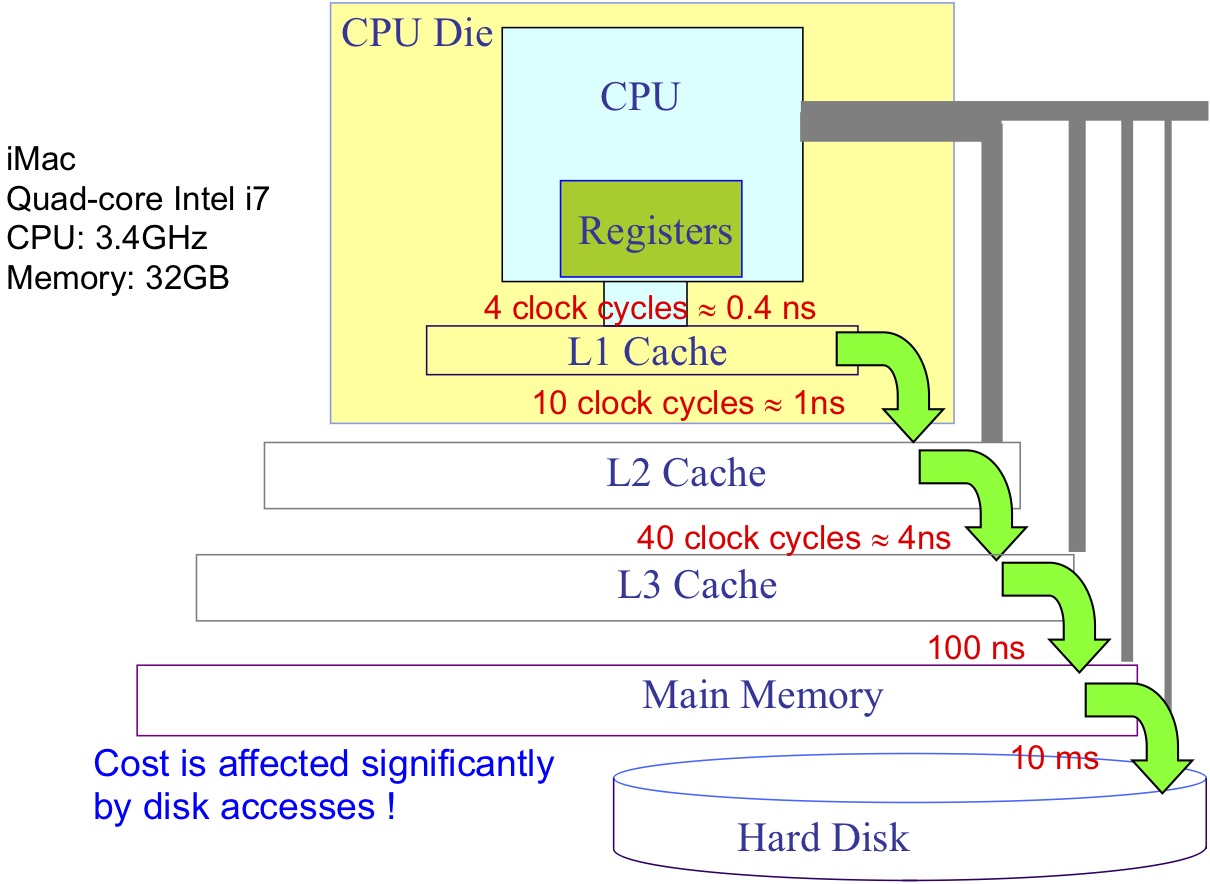 CPU Die
CPU
iMac
Quad-core Intel i7
CPU: 3.4GHz
Memory: 32GB
Registers
4 clock cycles ≈ 0.4 ns
L1 Cache
10 clock cycles ≈ 1ns
L2 Cache
40 clock cycles ≈ 4ns
L3 Cache
100 ns
Main Memory
10 ms
Cost is affected significantly
by disk accesses !
Hard Disk